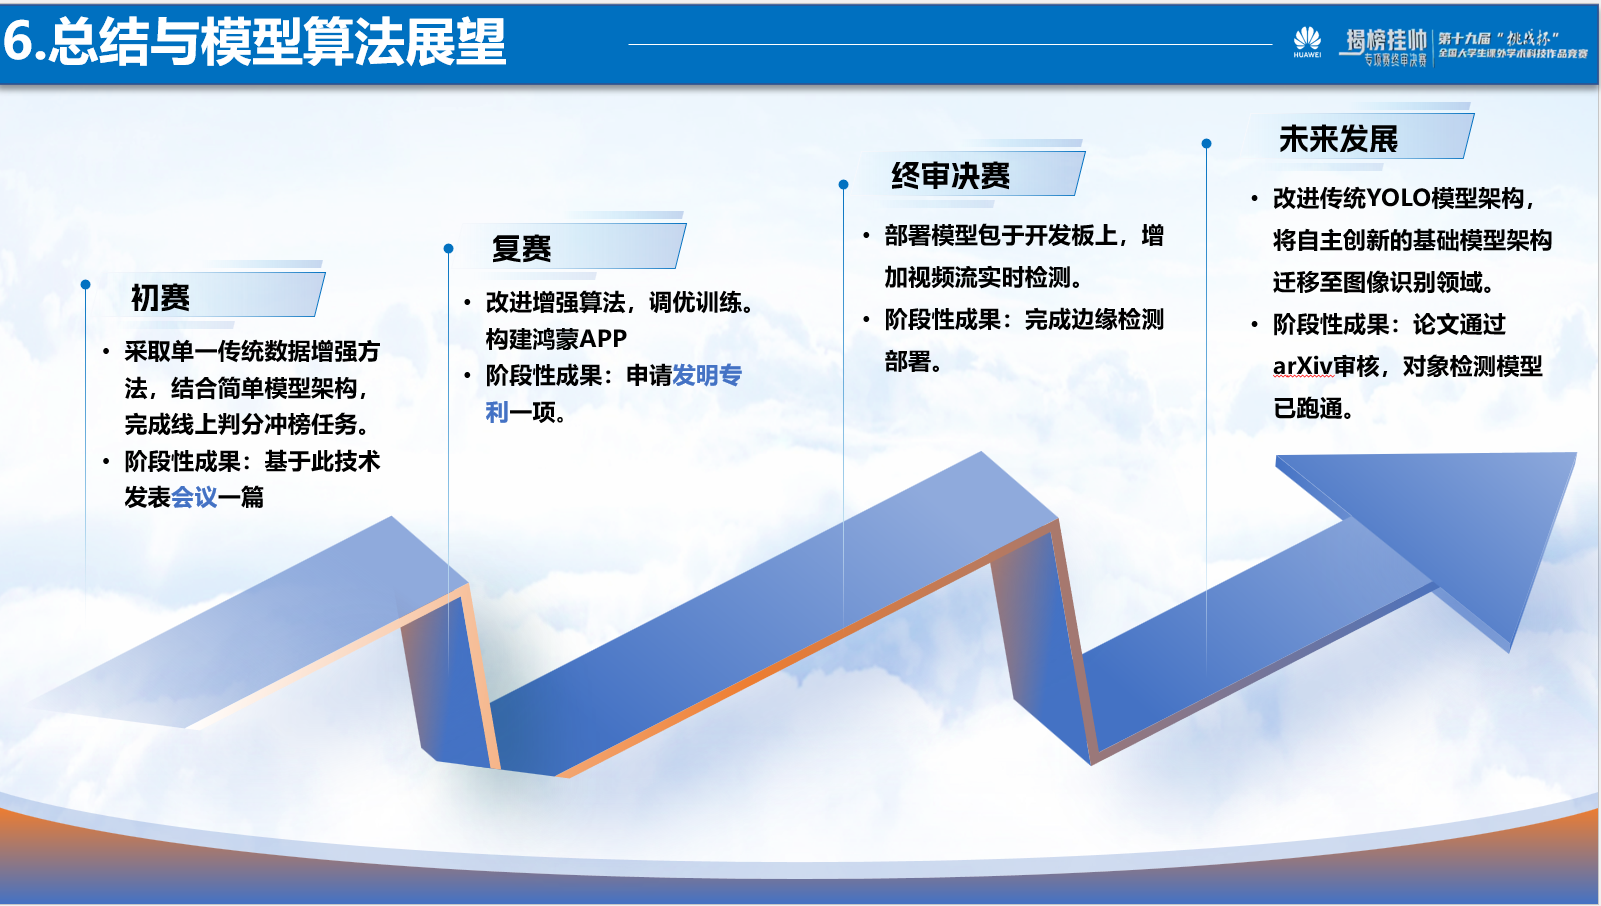 6.总结与模型算法展望
HUAWEI
揭榜挂帅
专项赛终审决赛
第十九届“挑战杯”
全国大学生课外学术科技作品竞赛
初赛
• 采取单一传统数据增强方
法，结合简单模型架构，
完成线上判分冲榜任务。
• 阶段性成果：基于此技术
发表会议一篇
复赛
• 改进增强算法，调优训练。
构建鸿蒙APP
• 阶段性成果：申请发明专
利一项。
终审决赛
• 部署模型包于开发板上，增
加视频流实时检测。
• 阶段性成果：完成边缘检测
部署。
未来发展
• 改进传统YOLO模型架构，
将自主创新的基础模型架构
迁移至图像识别领域。
• 阶段性成果：论文通过
arXiv审核，对象检测模型
已跑通。